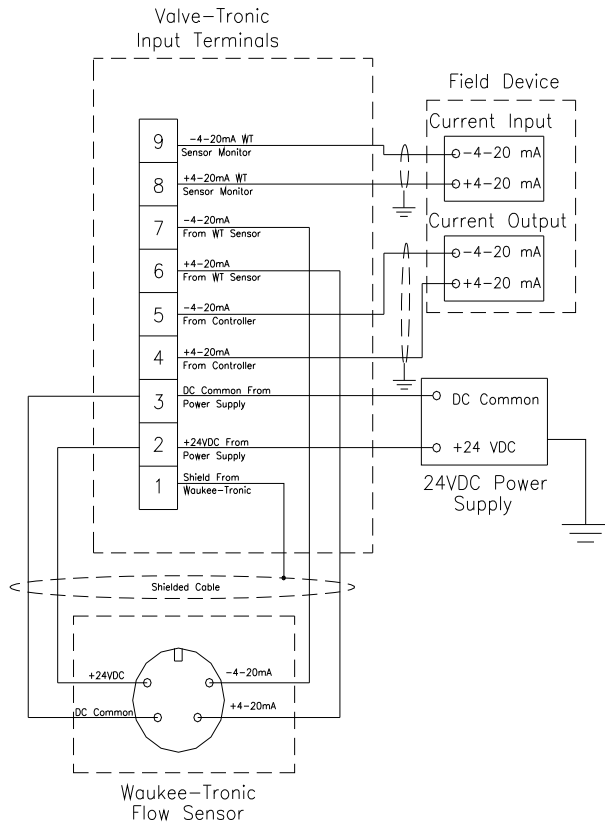 Valve-Tronic
Input Terminals
Field Device
Current Input
-4-20 mA
+4-20 mA
Current Output
-4-20 mA
+4-20 mA
9
-4-20mA WT
Sensor Monitor
8
+4-20mA WT
Sensor Monitor
7
-4-20mA
From WT Sensor
6
+4-20mA
From WT Sensor
5
-4-20mA
From Controller
4
+4-20mA
From Controller
3
DC Common From
Power Supply
2
+24VDC From
Power Supply
1
Shield From
Waukee-Tronic
DC Common
+24 VDC
24VDC Power
Supply
Shielded Cable
+24VDC
-4-20mA
DC Common
+4-20mA
Waukee-Tronic
Flow Sensor